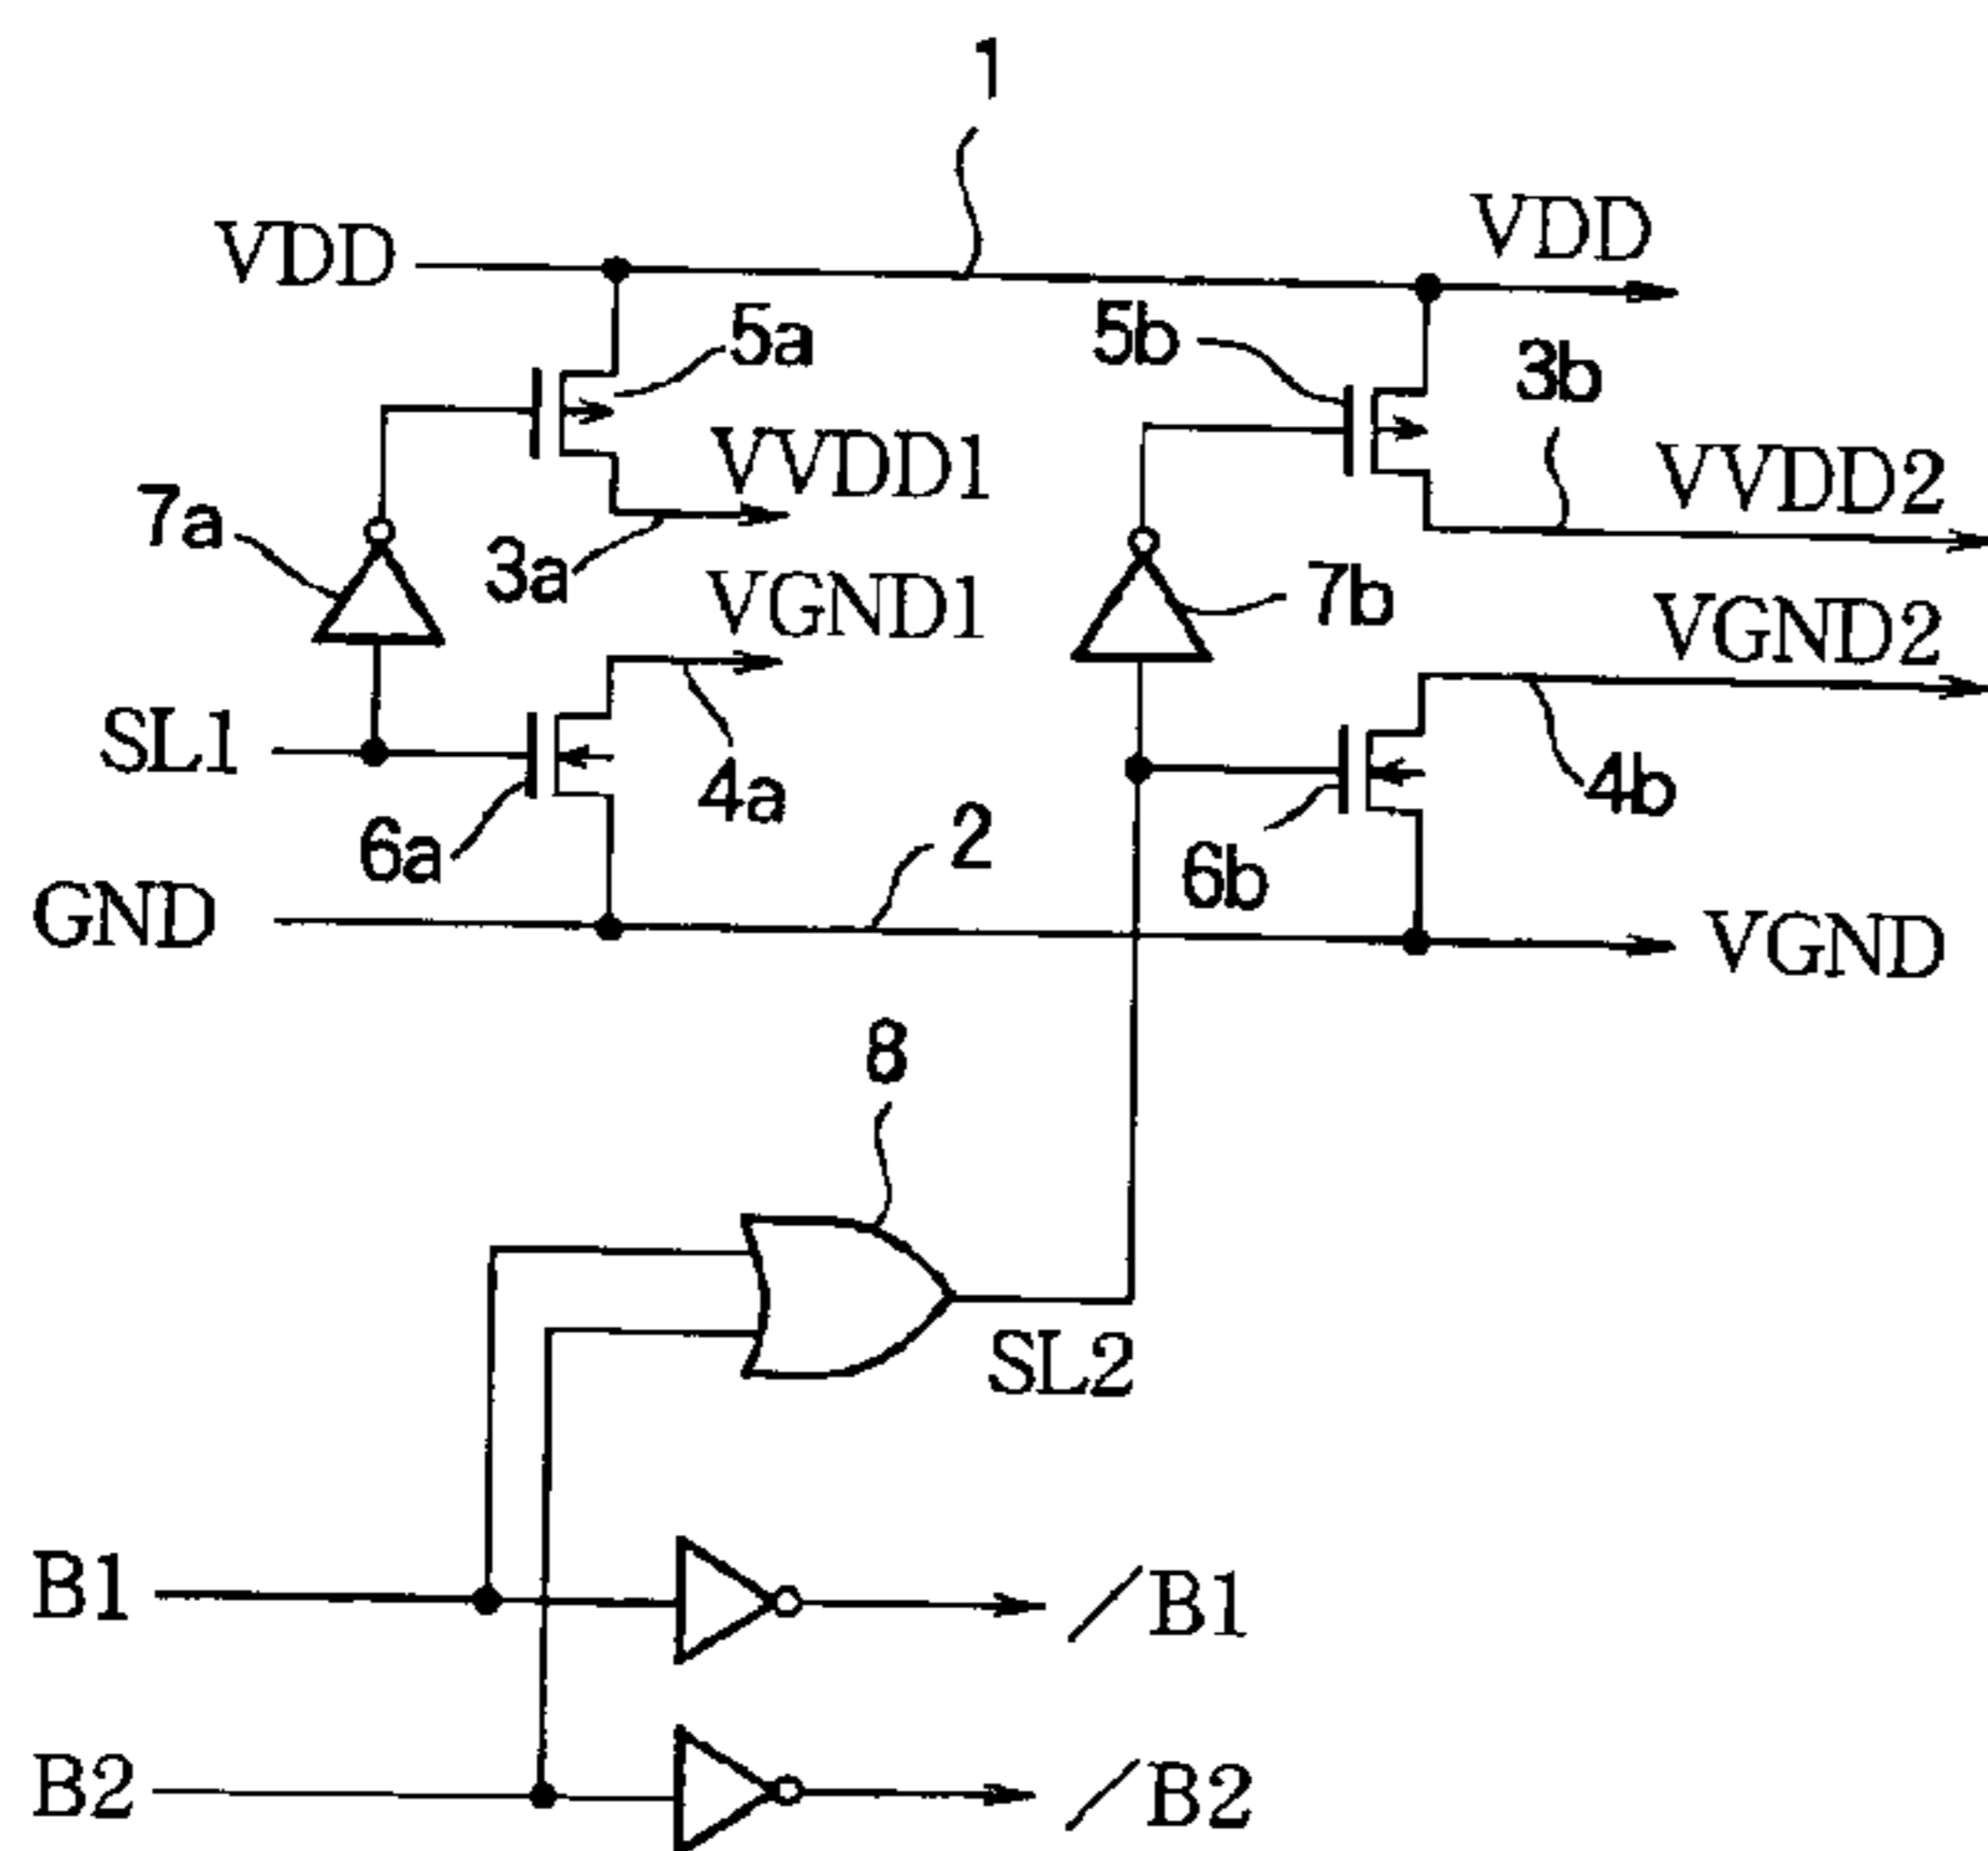 1
VDD
VDD
5a
5b
3b
VVDD1
VVDD2
7a
3a
VGND1
7b
VGND2
SL1
4a
4b
6a
2
6b
GND
VGND
8
SL2
B1
/B1
B2
/B2